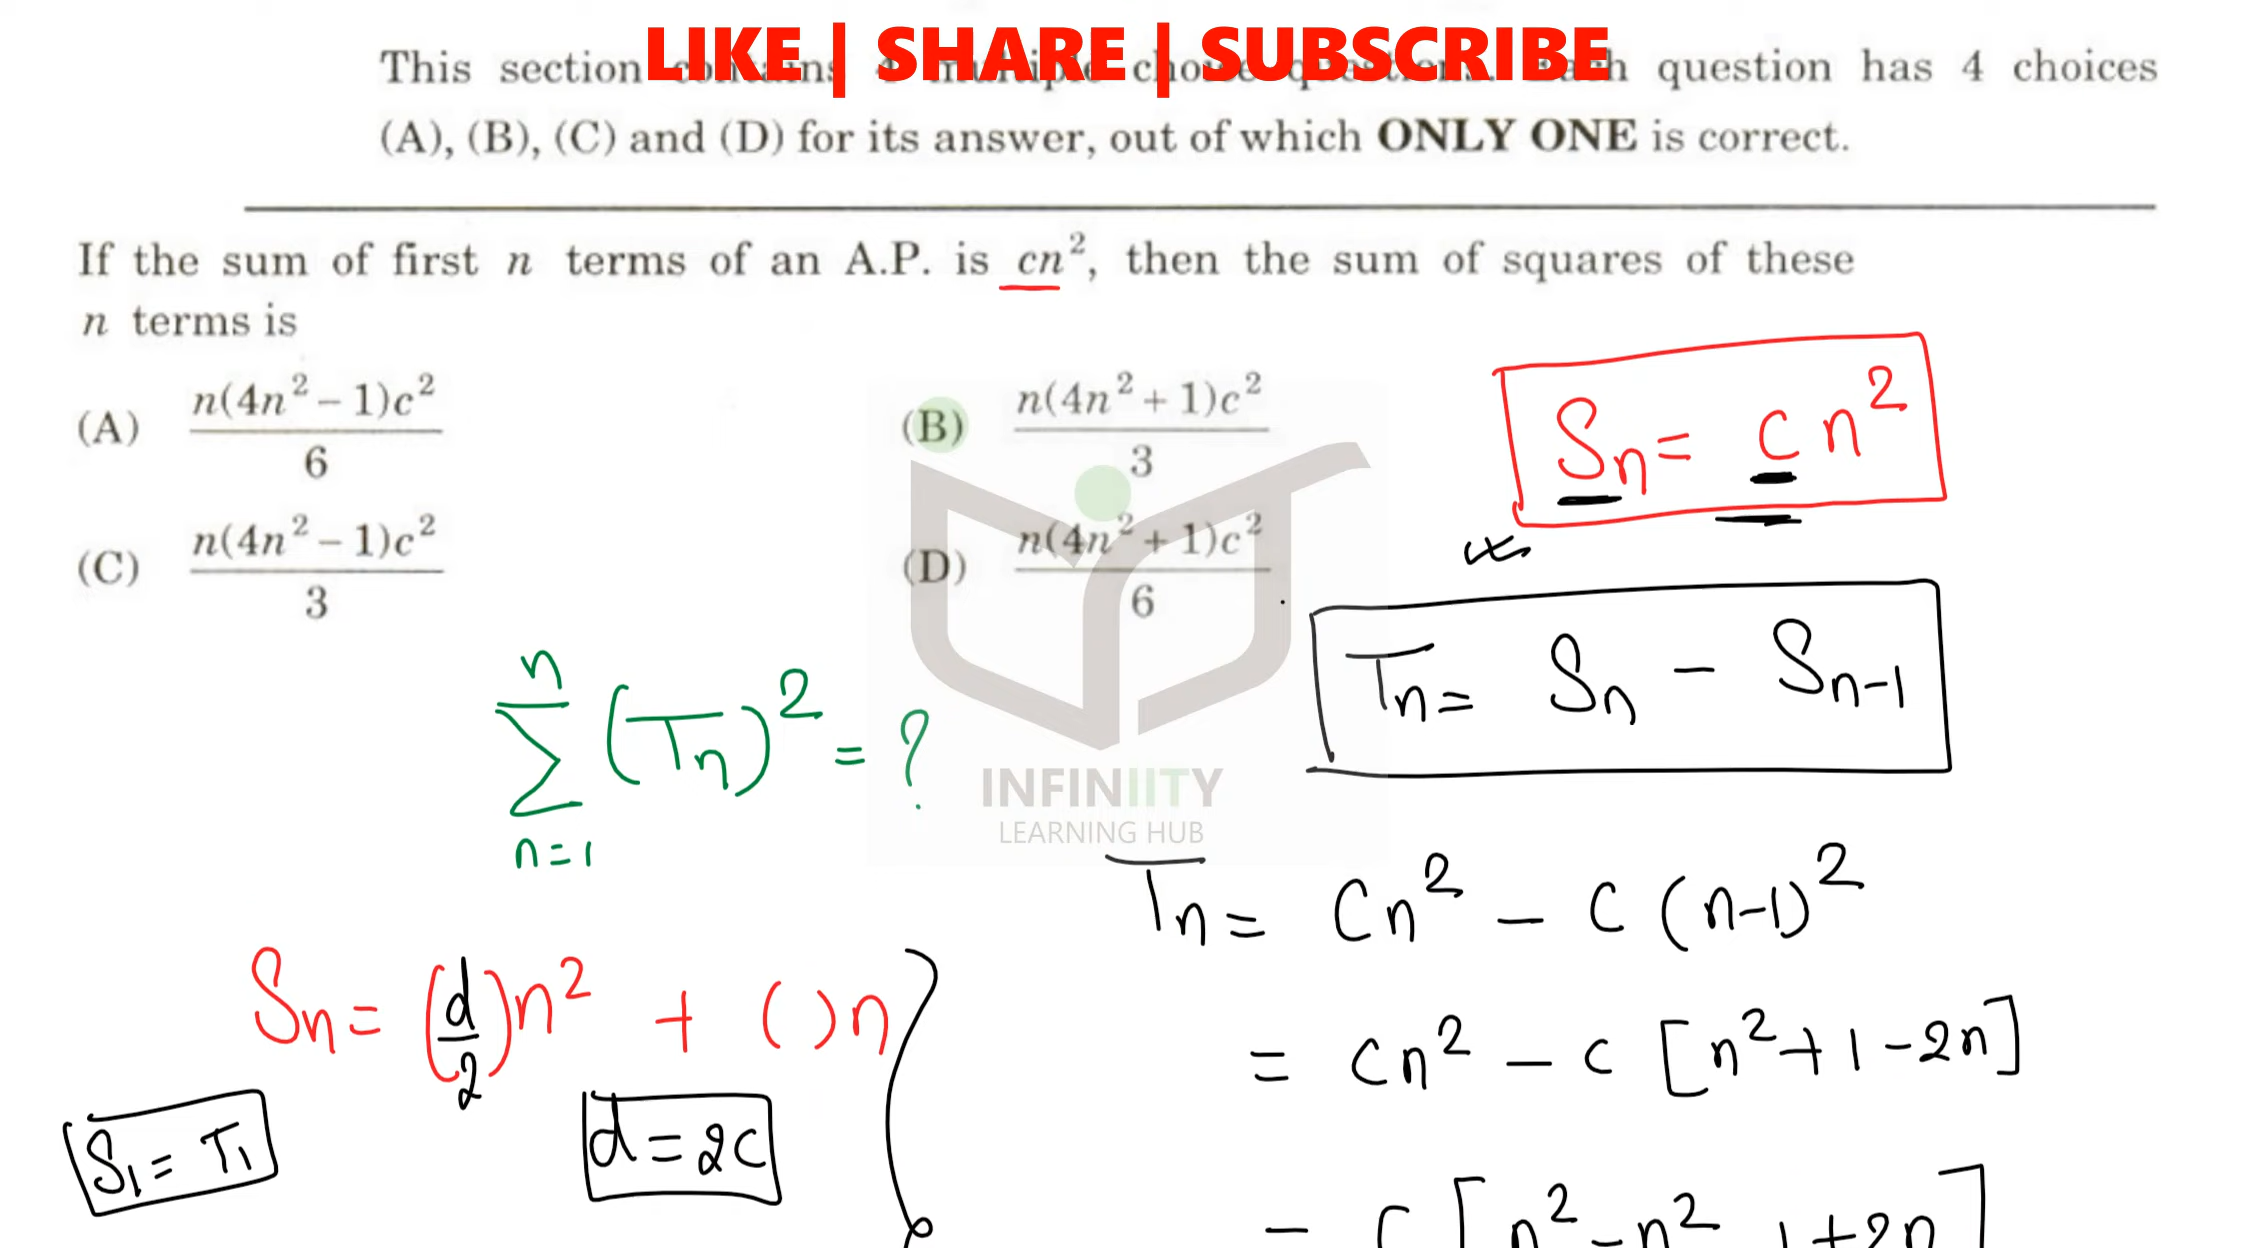 LIKE | SHARE | SUBSCRIBE
This section contains 4 multiple choice questions. Each question has 4 choices
(A), (B), (C) and (D) for its answer, out of which ONLY ONE is correct.
If the sum of first n terms of an A.P. is cn², then the sum of squares of these
n terms is
(A) n(4n² – 1)c² / 6
(B) n(4n² + 1)c² / 3
(C) n(4n² – 1)c² / 3
(D) n(4n² + 1)c² / 6
Sn = cn²
Tn = Sn – Sn-1
n
∑ (Tn)² = ?
n=1
INFINIITY
LEARNING HUB
Tn = Cn² – C (n-1)²
= Cn² – C [n²+1-2n]
Sn = (d/2)n² + ( )n
S1 = T1
d = 2C